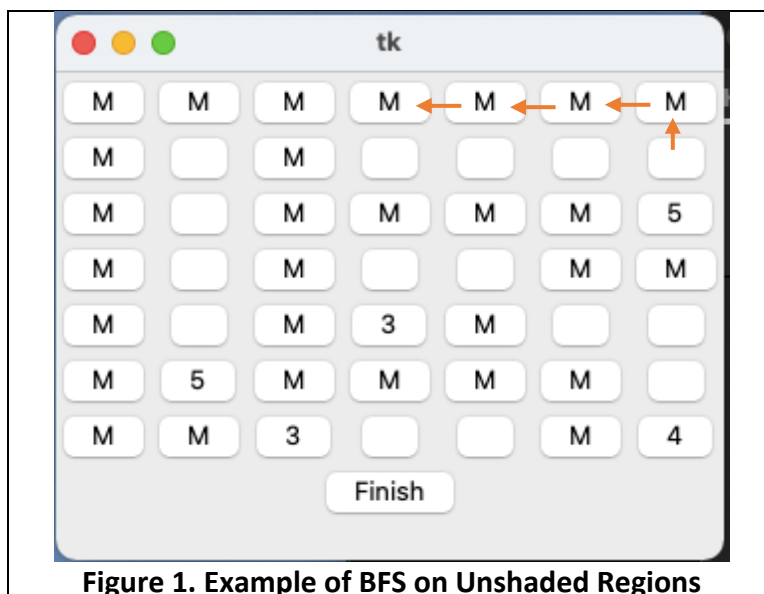 tk
M M M M M M M
M M
M M M M M 5
M M M M
M M 3 M
M 5 M M M M
M M 3 M 4
Finish
Figure 1. Example of BFS on Unshaded Regions